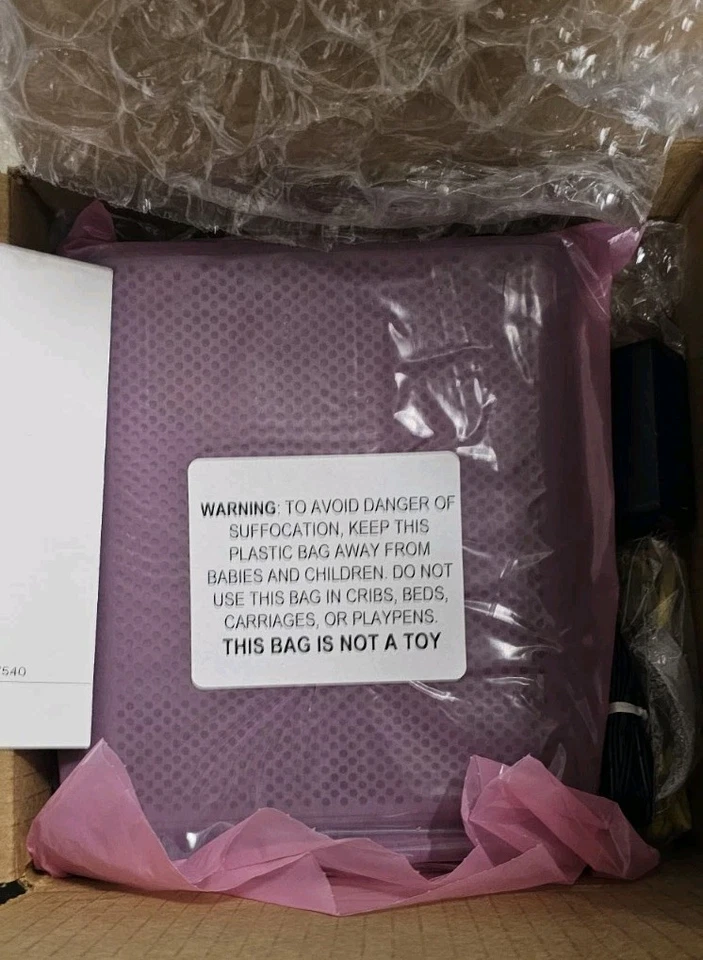 WARNING: TO AVOID DANGER OF
SUFFOCATION, KEEP THIS
PLASTIC BAG AWAY FROM
BABIES AND CHILDREN. DO NOT
USE THIS BAG IN CRIBS, BEDS,
CARRIAGES, OR PLAYPENS.
THIS BAG IS NOT A TOY
7540